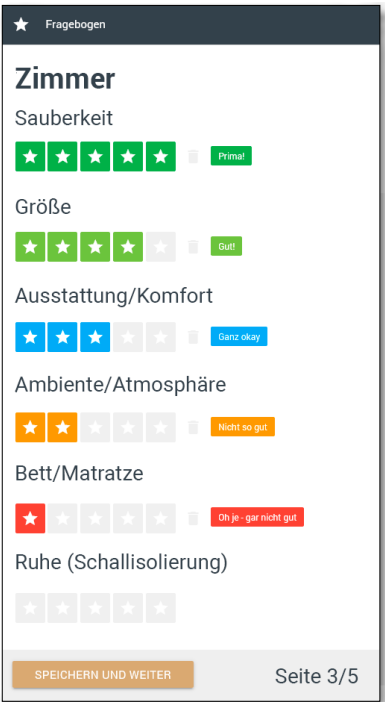 Fragebogen
Zimmer
Sauberkeit
Prima!
Größe
Gut!
Ausstattung/Komfort
Ganz okay
Ambiente/Atmosphäre
Nicht so gut
Bett/Matratze
Oh je - gar nicht gut
Ruhe (Schallisolierung)
SPEICHERN UND WEITER
Seite 3/5